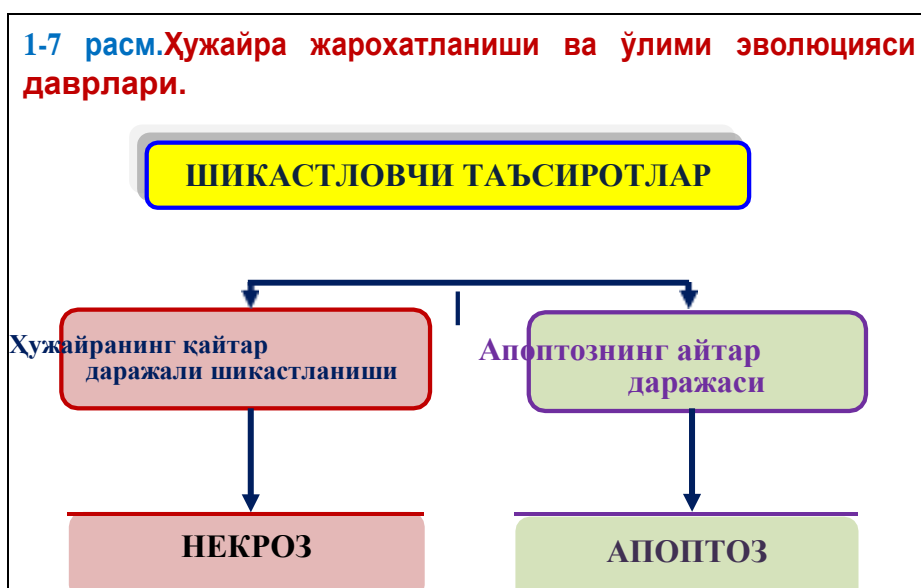 1-7 расм.Ҳужайра жарохатланиши ва ўлими эволюцияси
даврлари.
ШИКАСТЛОВЧИ ТАЪСИРОТЛАР
Ҳужайранинг қайтар
даражали шикастланиши
Апоптознинг айтар
даражаси
НЕКРОЗ
АПОПТОЗ